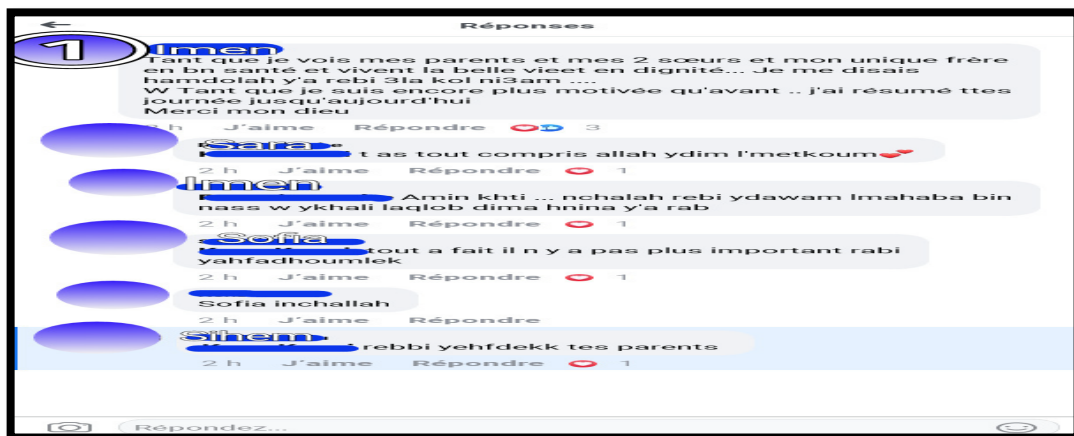 Réponses
1
Imen
Tant que je vois mes parents et mes 2 sœurs et mon unique frère
en bn santé et vivent la belle vieet en dignité... Je me disais
hamdolah y'a rebi 3la kol ni3am ....
W Tant que je suis encore plus motivée qu'avant .. j'ai résumé ttes
journée jusqu'aujourd'hui
Merci mon dieu
h J'aime Répondre 3
Sara
t as tout compris allah ydim l'metkoum💕
2 h J'aime Répondre 1
Imen
Amin khti ... nchalah rebi ydawam lmahaba bin
nass w ykhali laqlob dima hnina y'a rab
2 h J'aime Répondre 1
Sofia
tout a fait il n y a pas plus important rabi
yahfadhoumlek
2 h J'aime Répondre 1
Sofia inchallah
2 h J'aime Répondre
Sihem
rebbi yehfdekk tes parents
2 h J'aime Répondre 1
Répondez...